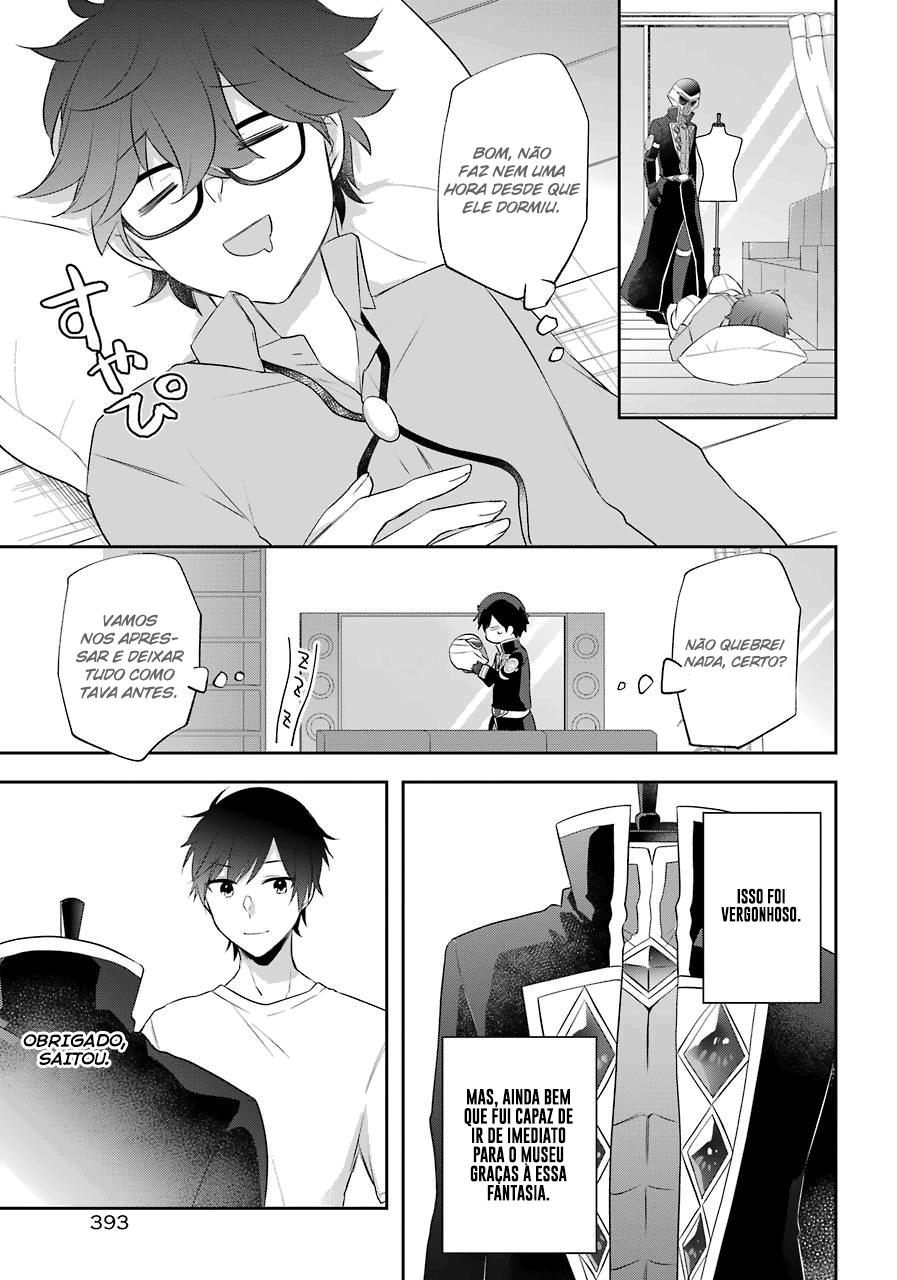 BOM, NÃO
FAZ NEM UMA
HORA DESDE QUE
ELE DORMIU.
すやぴ
NÃO QUEBREI
NADA, CERTO?
VAMOS
NOS APRES-
SAR E DEIXAR
TUDO COMO
TAVA ANTES.
ISSO FOI
VERGONHOSO.
MAS, AINDA BEM
QUE FUI CAPAZ DE
IR DE IMEDIATO
PARA O MUSEU
GRAÇAS À ESSA
FANTASIA.
OBRIGADO,
SAITOU.
393